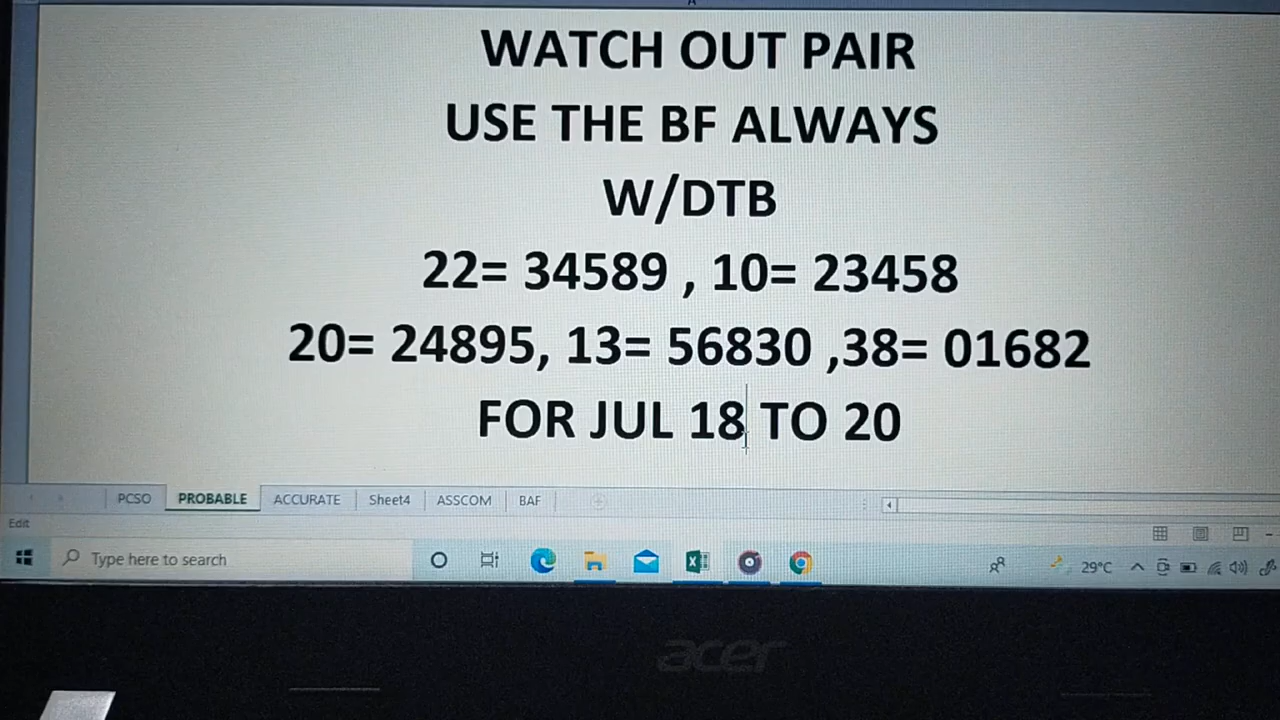 WATCH OUT PAIR
USE THE BF ALWAYS
W/DTB
22= 34589 , 10= 23458
20= 24895, 13= 56830 ,38= 01682
FOR JUL 18 TO 20
PCSO PROBABLE ACCURATE Sheet4 ASSCOM BAF
Edit
Type here to search 29°C
acer